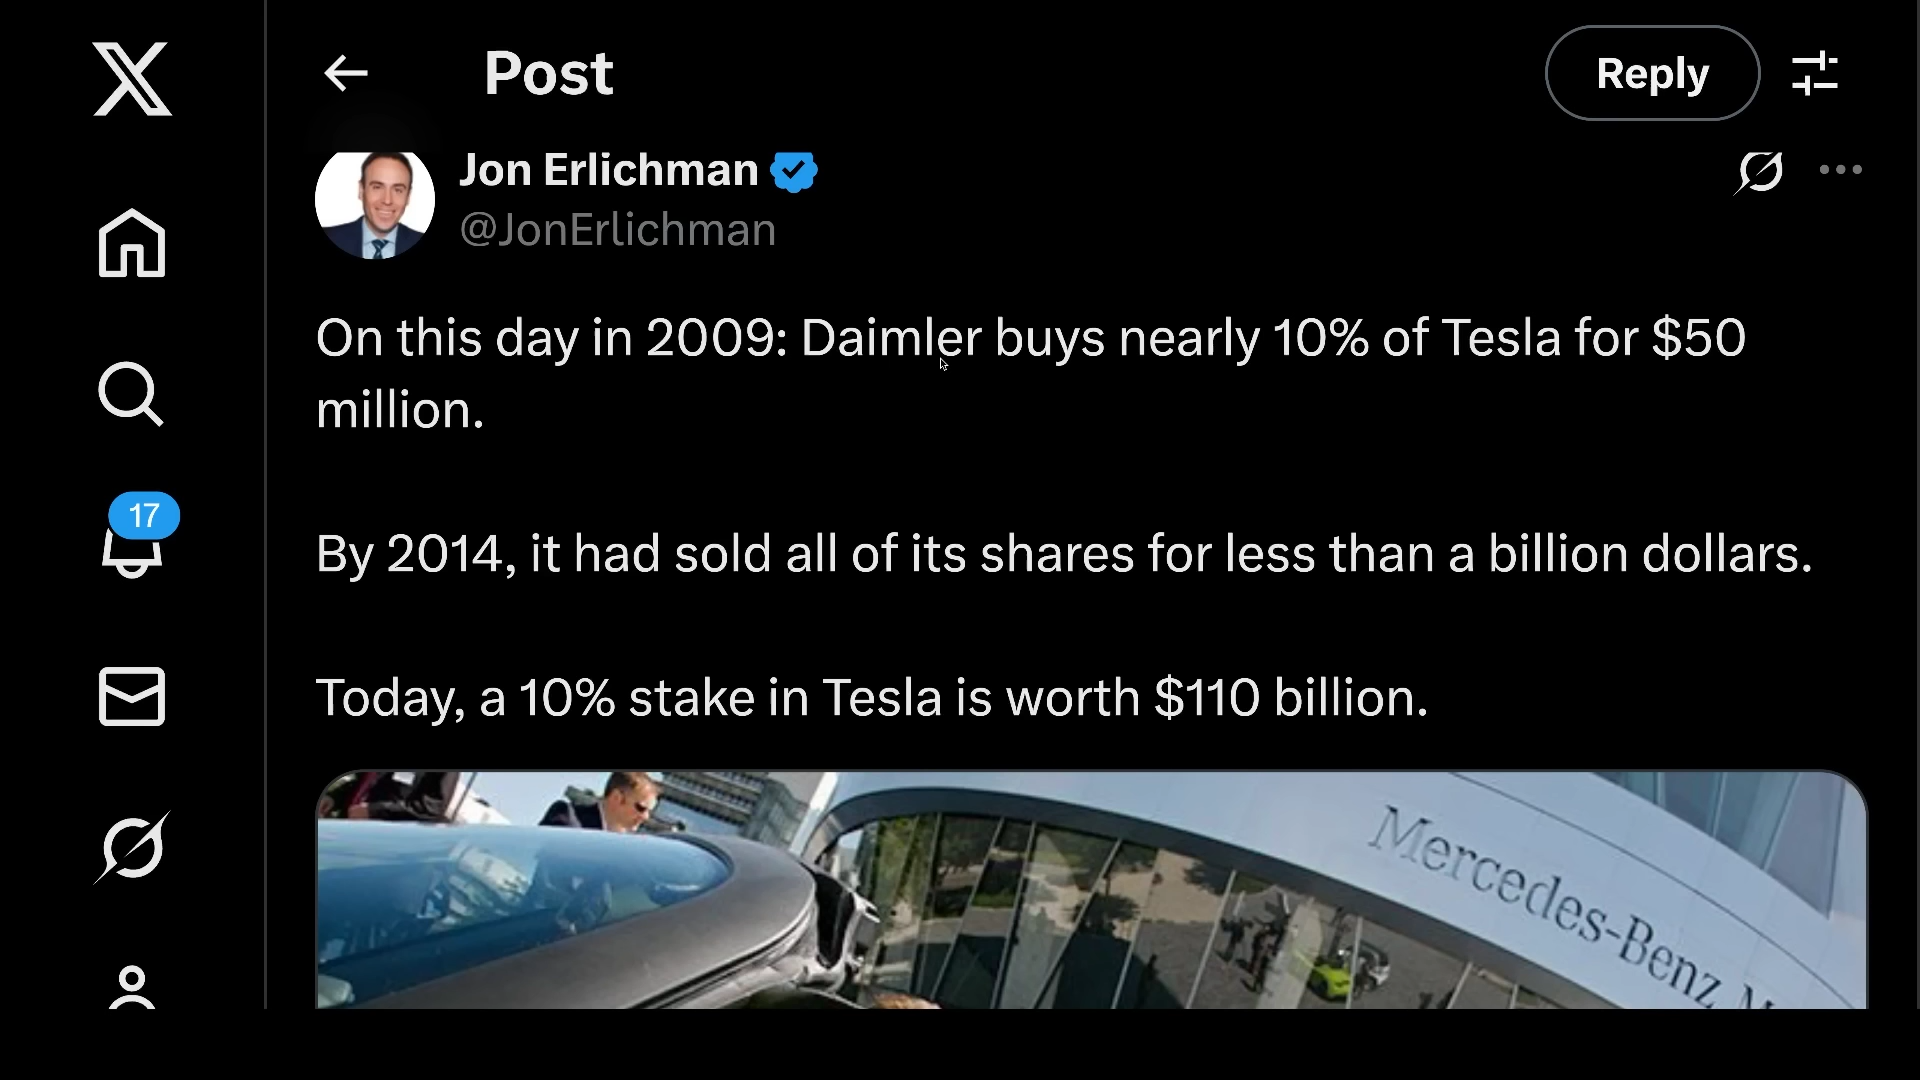 Post
Reply
Jon Erlichman
@JonErlichman
On this day in 2009: Daimler buys nearly 10% of Tesla for $50
million.
17
By 2014, it had sold all of its shares for less than a billion dollars.
Today, a 10% stake in Tesla is worth $110 billion.
Mercedes-Benz